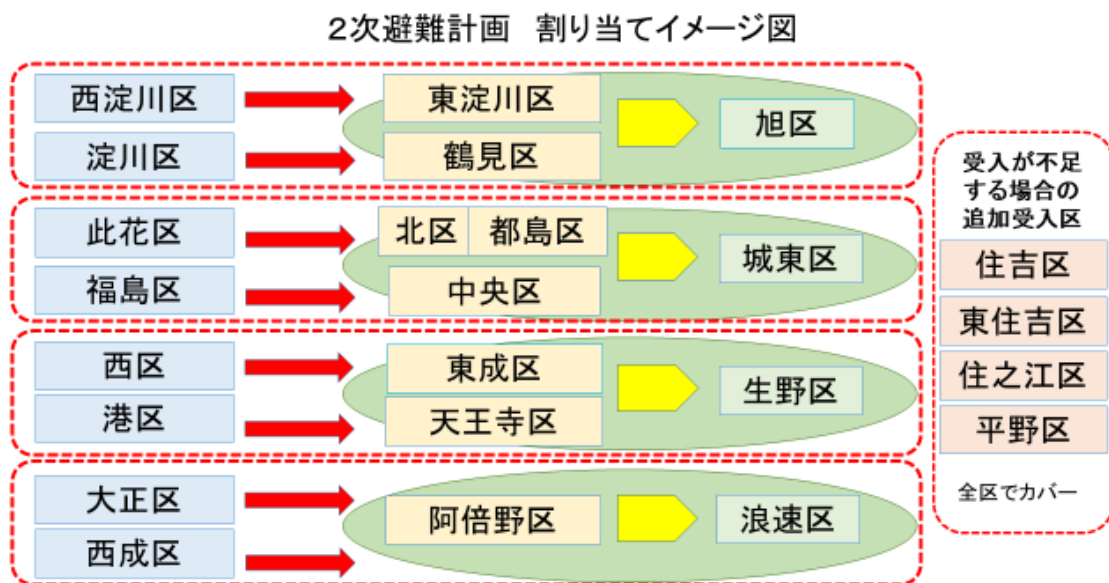 ２次避難計画　割り当てイメージ図
西淀川区
東淀川区
旭区
淀川区
鶴見区
此花区
北区
都島区
城東区
福島区
中央区
西区
東成区
生野区
港区
天王寺区
大正区
阿倍野区
浪速区
西成区
受入が不足
する場合の
追加受入区
住吉区
東住吉区
住之江区
平野区
全区でカバー